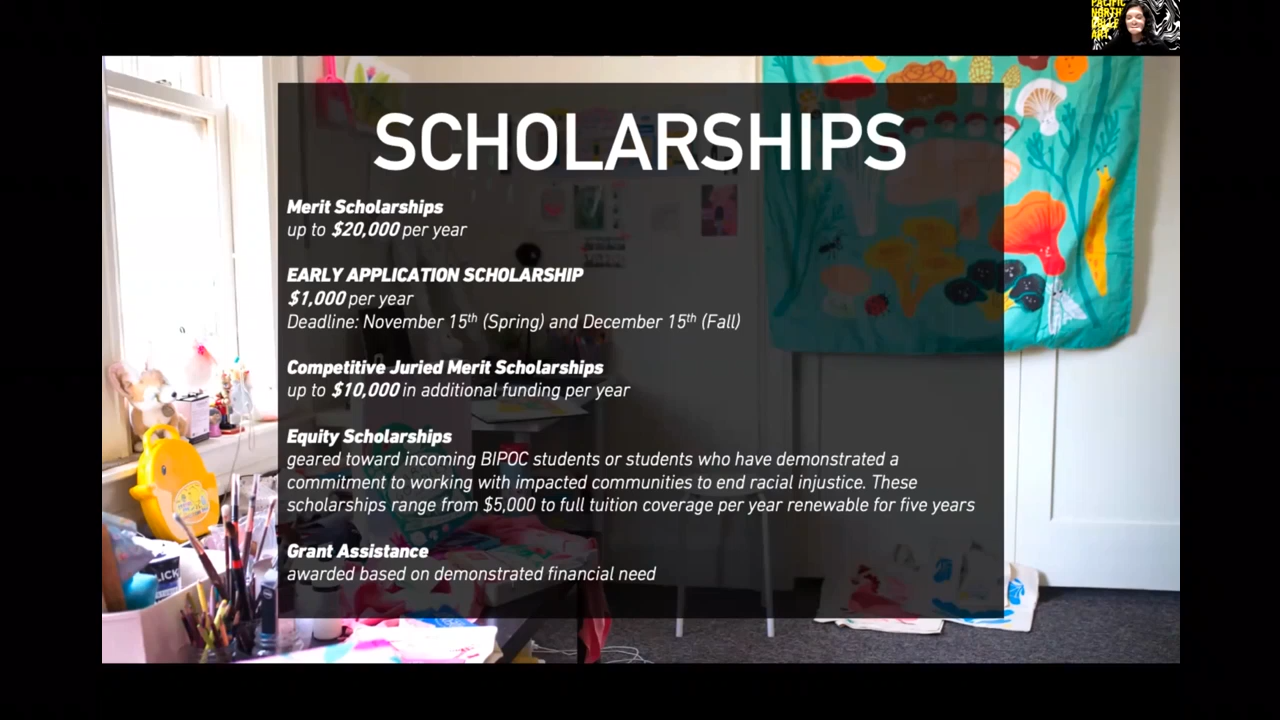 PACIFIC
NORTH
COLLE
ART
SCHOLARSHIPS
Merit Scholarships
up to $20,000 per year
EARLY APPLICATION SCHOLARSHIP
$1,000 per year
Deadline: November 15th (Spring) and December 15th (Fall)
Competitive Juried Merit Scholarships
up to $10,000 in additional funding per year
Equity Scholarships
geared toward incoming BIPOC students or students who have demonstrated a
commitment to working with impacted communities to end racial injustice. These
scholarships range from $5,000 to full tuition coverage per year renewable for five years
Grant Assistance
awarded based on demonstrated financial need